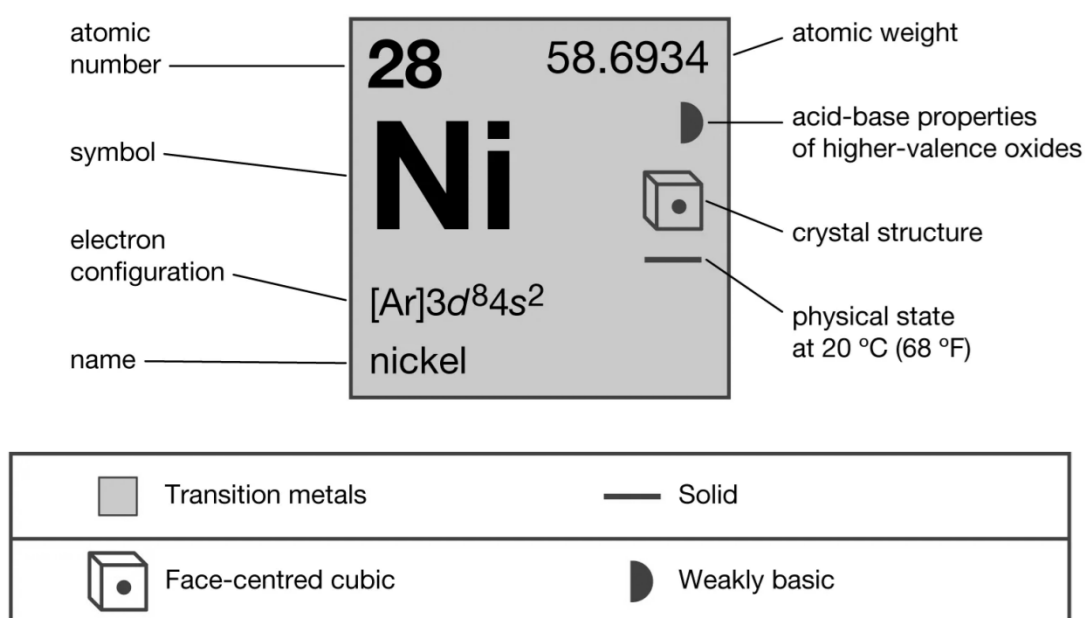 atomic
number
28
58.6934
atomic weight
symbol
Ni
acid-base properties
of higher-valence oxides
crystal structure
electron
configuration
[Ar]3d⁸4s²
physical state
at 20 ºC (68 ºF)
name
nickel
Transition metals
Solid
Face-centred cubic
Weakly basic